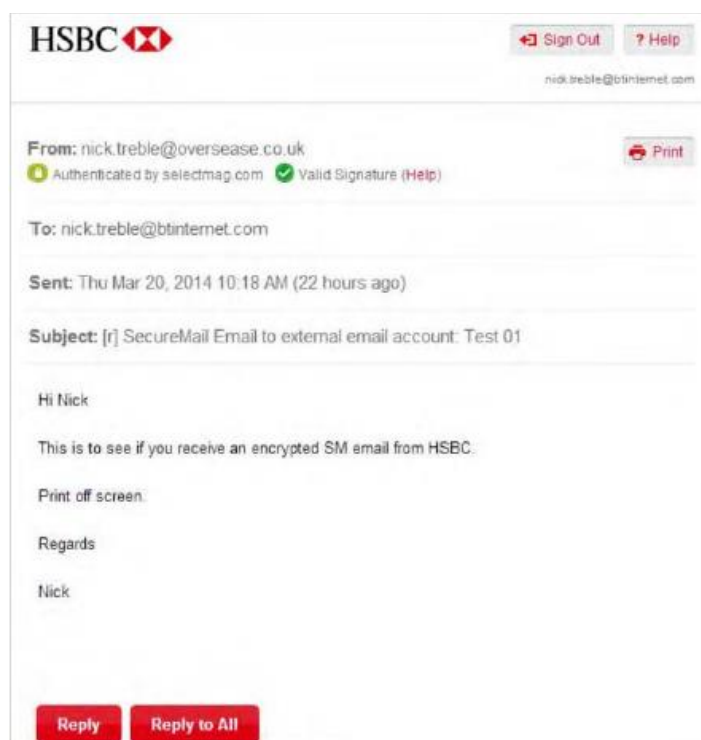 HSBC
Sign Out ? Help
nick.treble@btinternet.com
From: nick.treble@oversease.co.uk
Print
Authenticated by selectmag.com Valid Signature (Help)
To: nick.treble@btinternet.com
Sent: Thu Mar 20, 2014 10:18 AM (22 hours ago)
Subject: [r] SecureMail Email to external email account: Test 01
Hi Nick
This is to see if you receive an encrypted SM email from HSBC.
Print off screen.
Regards
Nick
Reply Reply to All